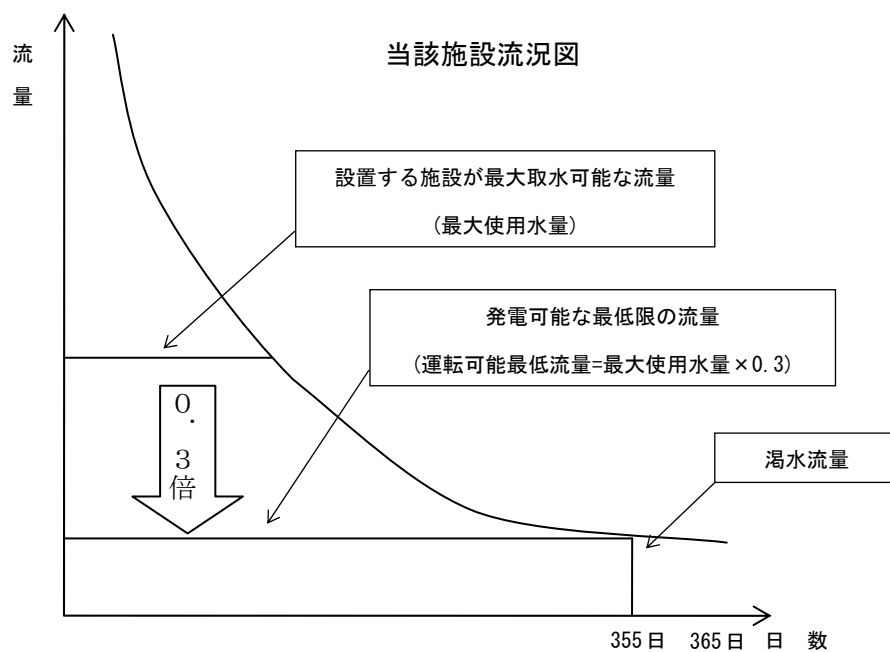 流量
当該施設流況図
設置する施設が最大取水可能な流量
(最大使用水量)
発電可能な最低限の流量
(運転可能最低流量=最大使用水量×0.3)
0.3倍
渇水流量
355日 365日 日 数